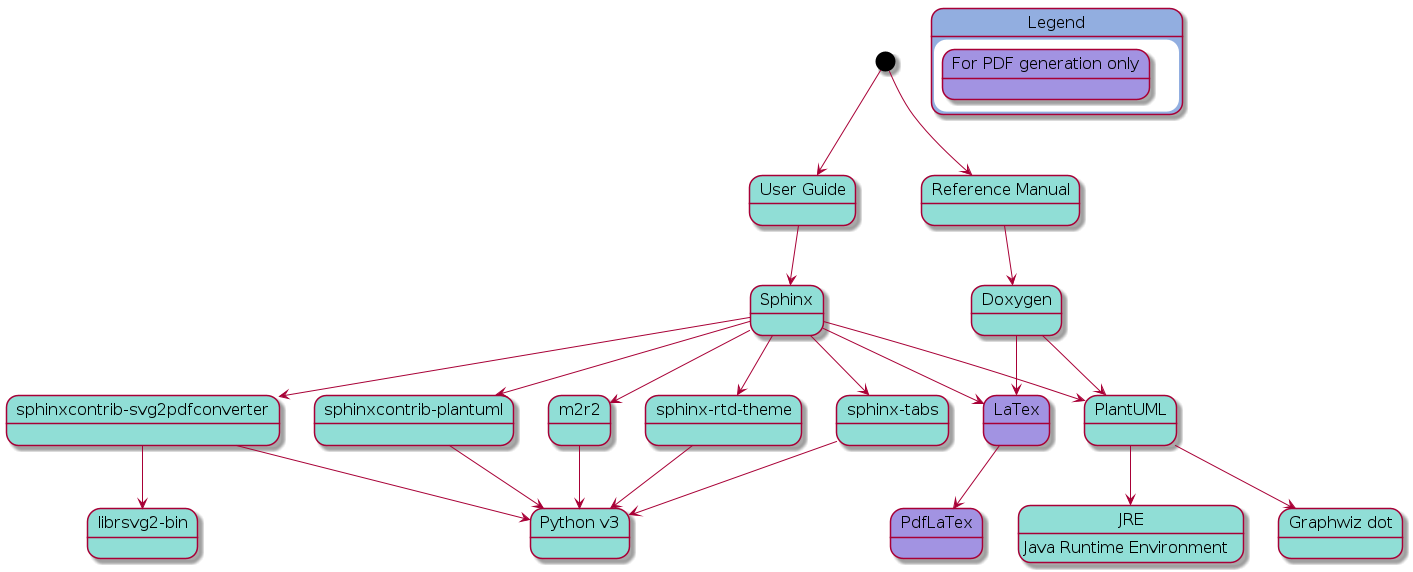 Legend
For PDF generation only
User Guide
Reference Manual
Sphinx
Doxygen
sphinxcontrib-svg2pdfconverter
sphinxcontrib-plantuml
m2r2
sphinx-rtd-theme
sphinx-tabs
LaTex
PlantUML
librsvg2-bin
Python v3
PdfLaTex
JRE
Java Runtime Environment
Graphwiz dot